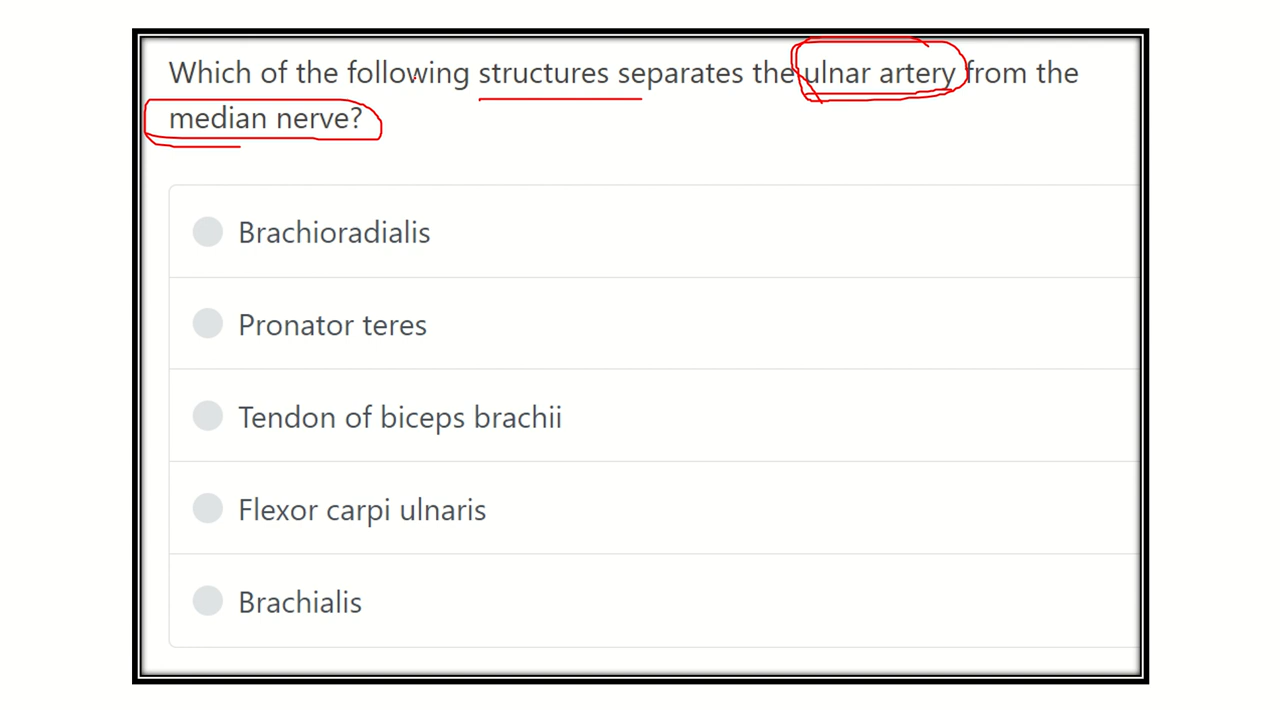 Which of the following structures separates the ulnar artery from the
median nerve?
Brachioradialis
Pronator teres
Tendon of biceps brachii
Flexor carpi ulnaris
Brachialis